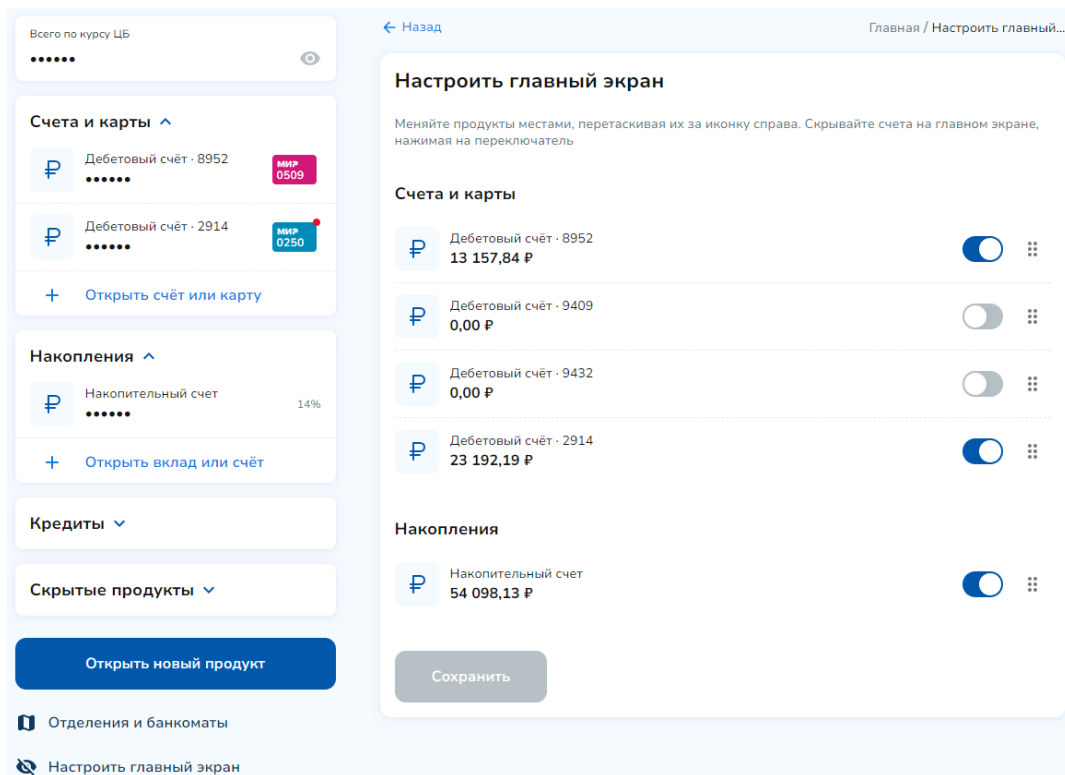 Всего по курсу ЦБ
••••••
Счета и карты
Дебетовый счёт · 8952
••••••
МИР
0509
Дебетовый счёт · 2914
••••••
МИР
0250
+ Открыть счёт или карту
Накопления
Накопительный счет
••••••
14%
+ Открыть вклад или счёт
Кредиты
Скрытые продукты
Открыть новый продукт
Отделения и банкоматы
Настроить главный экран
← Назад
Главная / Настроить главный...
Настроить главный экран
Меняйте продукты местами, перетаскивая их за иконку справа. Скрывайте счета на главном экране,
нажимая на переключатель
Счета и карты
₽
Дебетовый счёт · 8952
13 157,84 ₽
₽
Дебетовый счёт · 9409
0,00 ₽
₽
Дебетовый счёт · 9432
0,00 ₽
₽
Дебетовый счёт · 2914
23 192,19 ₽
Накопления
₽
Накопительный счет
54 098,13 ₽
Сохранить